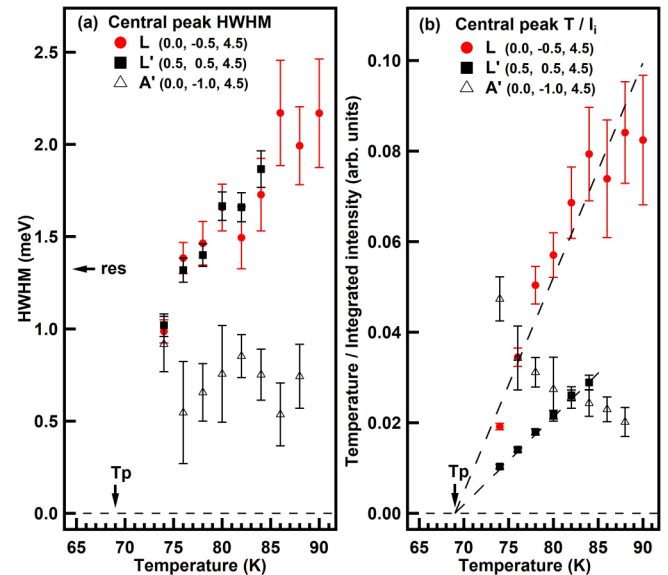 (a) Central peak HWHM
L (0.0, -0.5, 4.5)
L' (0.5, 0.5, 4.5)
A' (0.0, -1.0, 4.5)
HWHM (meV)
2.5
2.0
1.5
1.0
0.5
0.0
res
Tp
65 70 75 80 85 90
Temperature (K)
(b) Central peak T / Ii
L (0.0, -0.5, 4.5)
L' (0.5, 0.5, 4.5)
A' (0.0, -1.0, 4.5)
Temperature / Integrated intensity (arb. units)
0.10
0.08
0.06
0.04
0.02
0.00
Tp
65 70 75 80 85 90
Temperature (K)